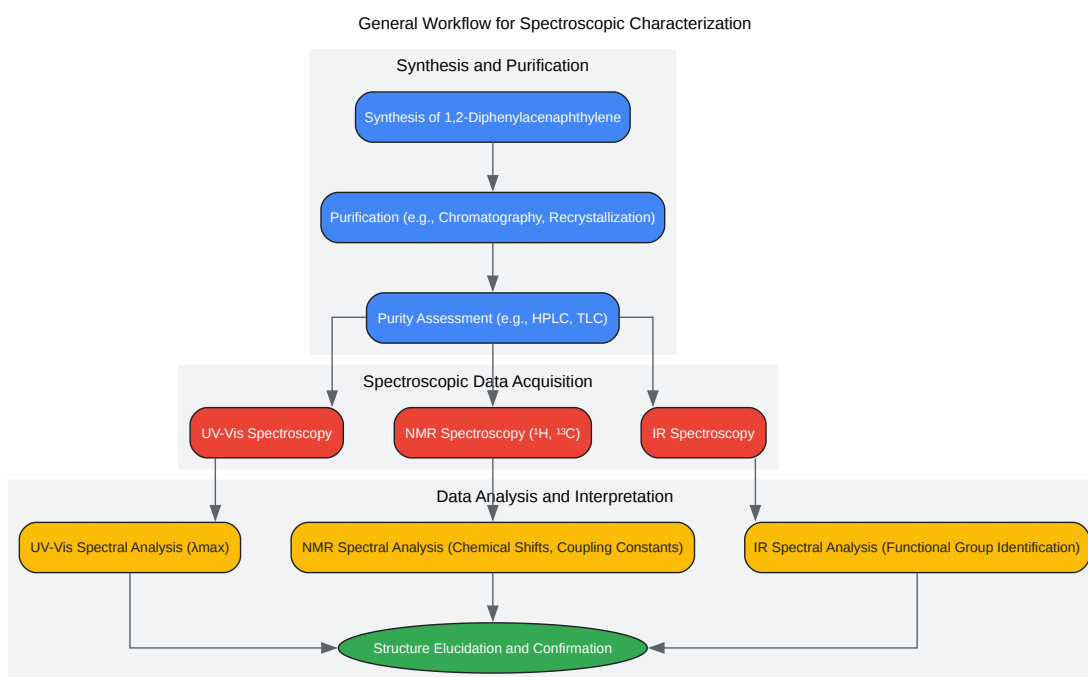 General Workflow for Spectroscopic Characterization
Synthesis and Purification
Synthesis of 1,2-Diphenylacenaphthylene
Purification (e.g., Chromatography, Recrystallization)
Purity Assessment (e.g., HPLC, TLC)
Spectroscopic Data Acquisition
UV-Vis Spectroscopy
NMR Spectroscopy (¹H, ¹³C)
IR Spectroscopy
Data Analysis and Interpretation
UV-Vis Spectral Analysis (λmax)
NMR Spectral Analysis (Chemical Shifts, Coupling Constants)
IR Spectral Analysis (Functional Group Identification)
Structure Elucidation and Confirmation